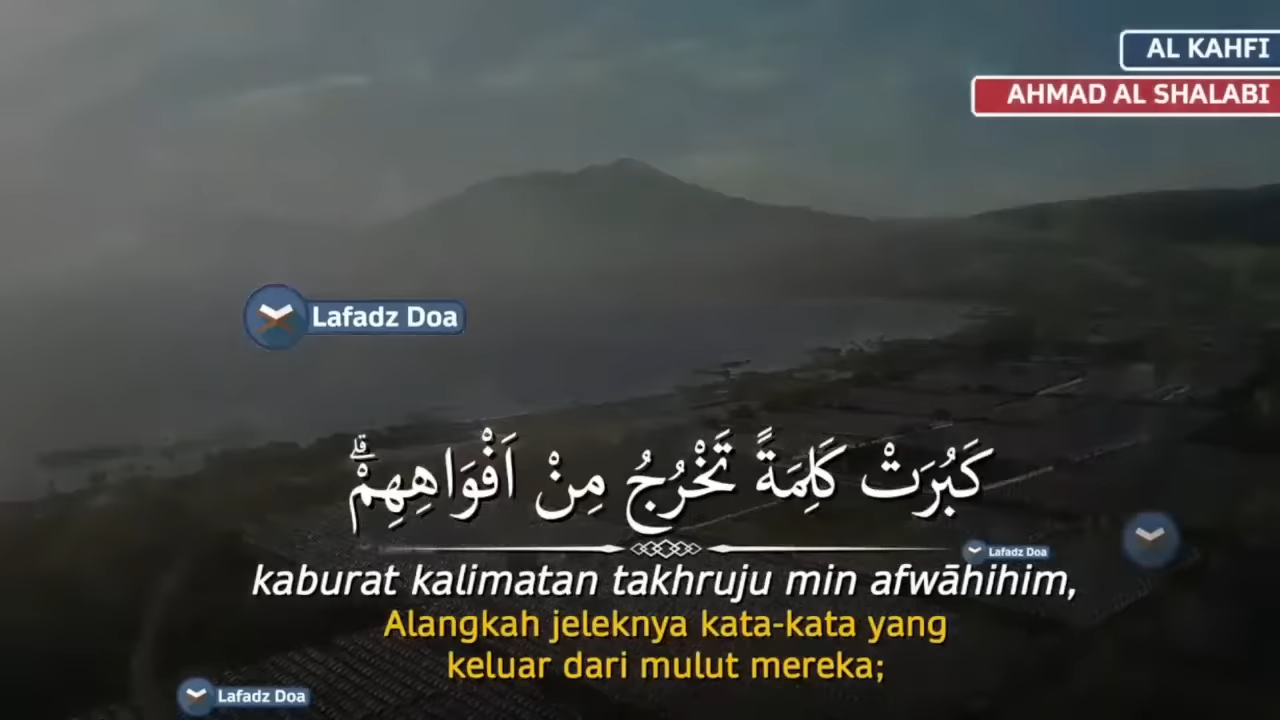 AL KAHFI
AHMAD AL SHALABI
Lafadz Doa
كَبُرَتْ كَلِمَةً تَخْرُجُ مِنْ اَفْوَاهِهِمْۗ
Lafadz Doa
kaburat kalimatan takhruju min afwāhihim,
Alangkah jeleknya kata-kata yang
keluar dari mulut mereka;
Lafadz Doa